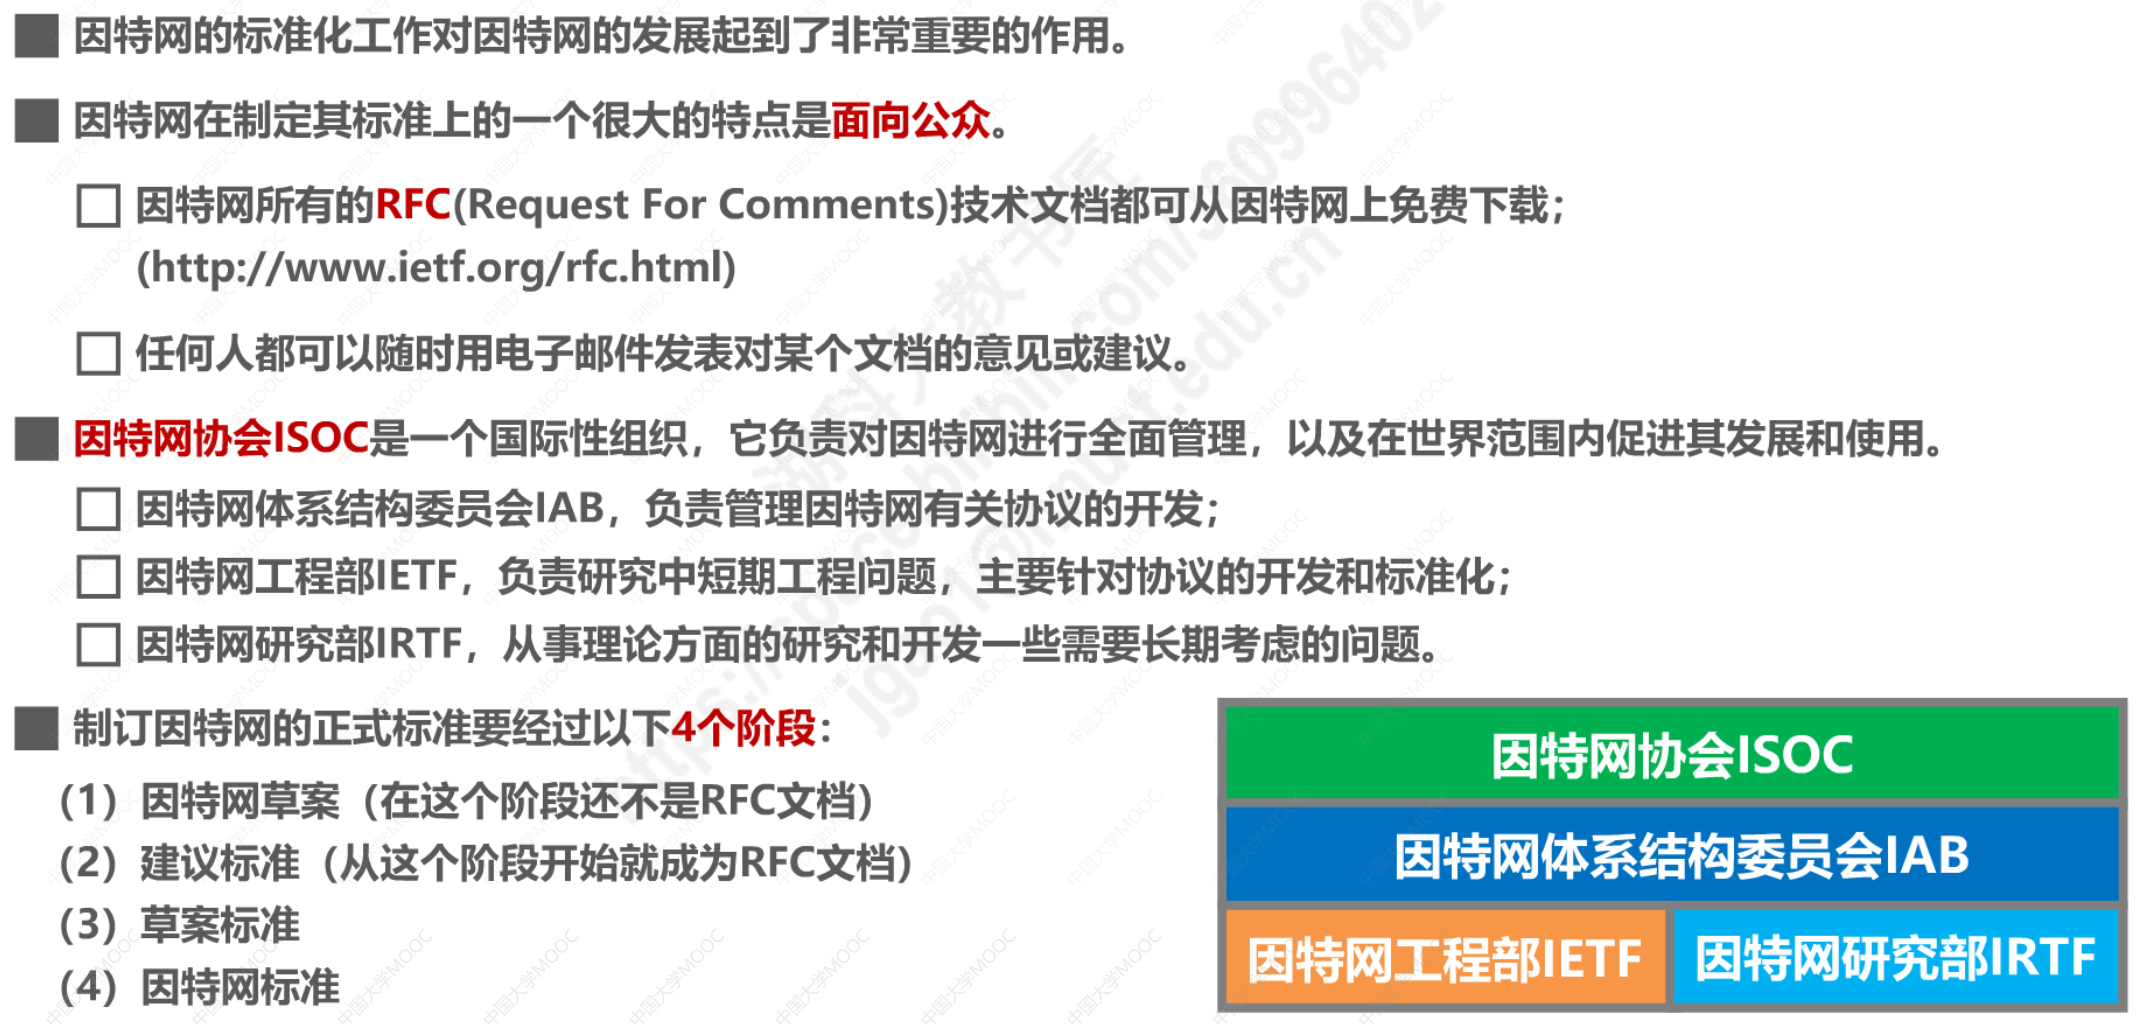 因特网的标准化工作对因特网的发展起到了非常重要的作用。
因特网在制定其标准上的一个很大的特点是面向公众。
因特网所有的RFC(Request For Comments)技术文档都可从因特网上免费下载；
(http://www.ietf.org/rfc.html)
任何人都可以随时用电子邮件发表对某个文档的意见或建议。
因特网协会ISOC是一个国际性组织，它负责对因特网进行全面管理，以及在世界范围内促进其发展和使用。
因特网体系结构委员会IAB，负责管理因特网有关协议的开发；
因特网工程部IETF，负责研究中短期工程问题，主要针对协议的开发和标准化；
因特网研究部IRTF，从事理论方面的研究和开发一些需要长期考虑的问题。
制订因特网的正式标准要经过以下4个阶段：
（1）因特网草案（在这个阶段还不是RFC文档）
（2）建议标准（从这个阶段开始就成为RFC文档）
（3）草案标准
（4）因特网标准
因特网协会ISOC
因特网体系结构委员会IAB
因特网工程部IETF
因特网研究部IRTF
中国大学MOOC